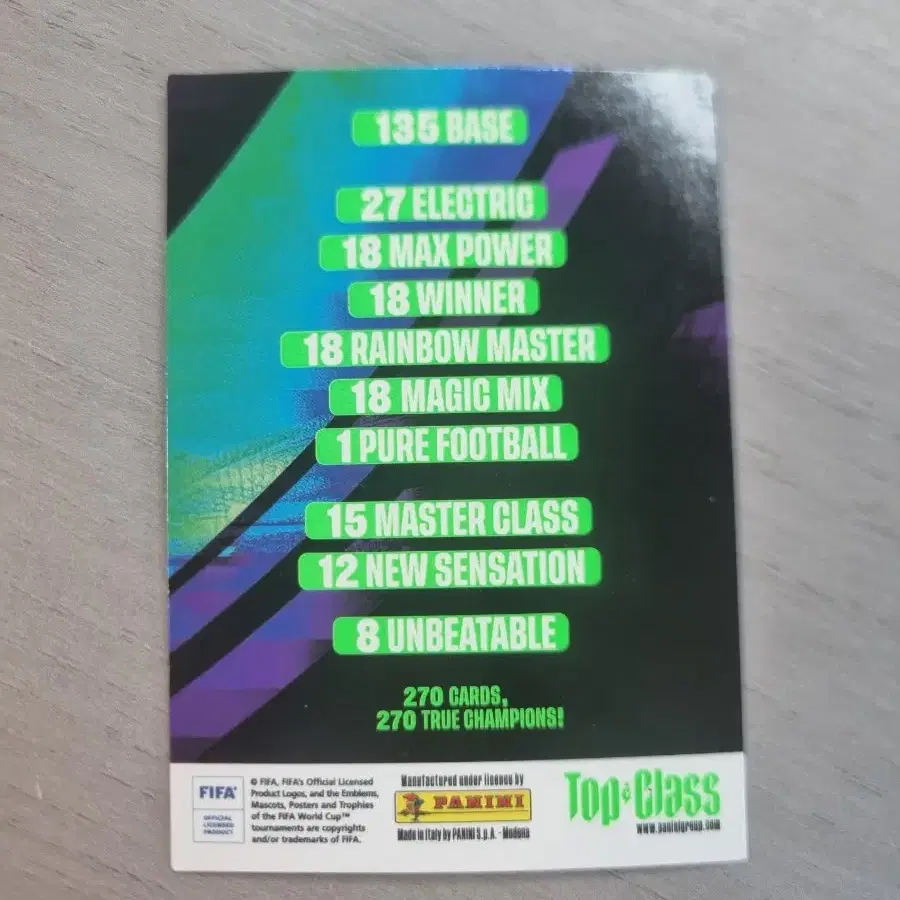 135 BASE
27 ELECTRIC
18 MAX POWER
18 WINNER
18 RAINBOW MASTER
18 MAGIC MIX
1 PURE FOOTBALL
15 MASTER CLASS
12 NEW SENSATION
8 UNBEATABLE
270 CARDS,
270 TRUE CHAMPIONS!
FIFA®
OFFICIAL
LICENSED
PRODUCT
© FIFA, FIFA's Official Licensed
Product Logos, and the Emblems,
Mascots, Posters and Trophies
of the FIFA World Cup™
tournaments are copyrights
and/or trademarks of FIFA.
Manufactured under licence by
PANINI
Made in Italy by PANINI S.p.A. - Modena
Top Class
www.paninigroup.com